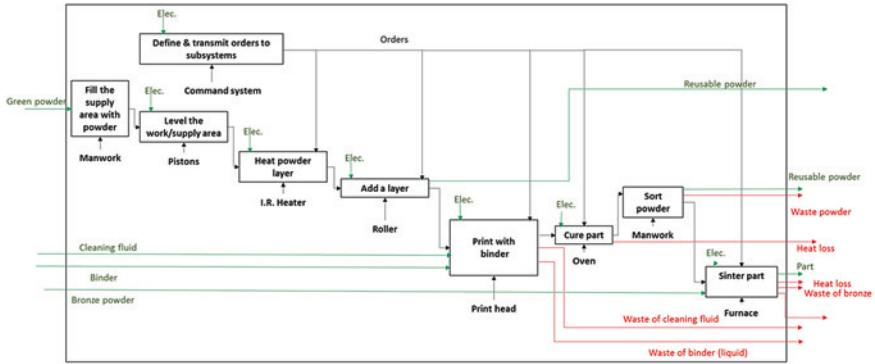 Elec.
Define & transmit orders to
subsystems
Orders
Command system
Reusable powder
Green powder
Fill the
supply
area with
powder
Manwork
Elec.
Level the
work/supply area
Pistons
Elec.
Heat powder
layer
I.R. Heater
Elec.
Add a layer
Roller
Elec.
Print with
binder
Print head
Elec.
Cure part
Oven
Sort
powder
Manwork
Reusable powder
Waste powder
Heat loss
Elec.
Sinter part
Furnace
Part
Heat loss
Waste of bronze
Cleaning fluid
Binder
Bronze powder
Waste of cleaning fluid
Waste of binder (liquid)